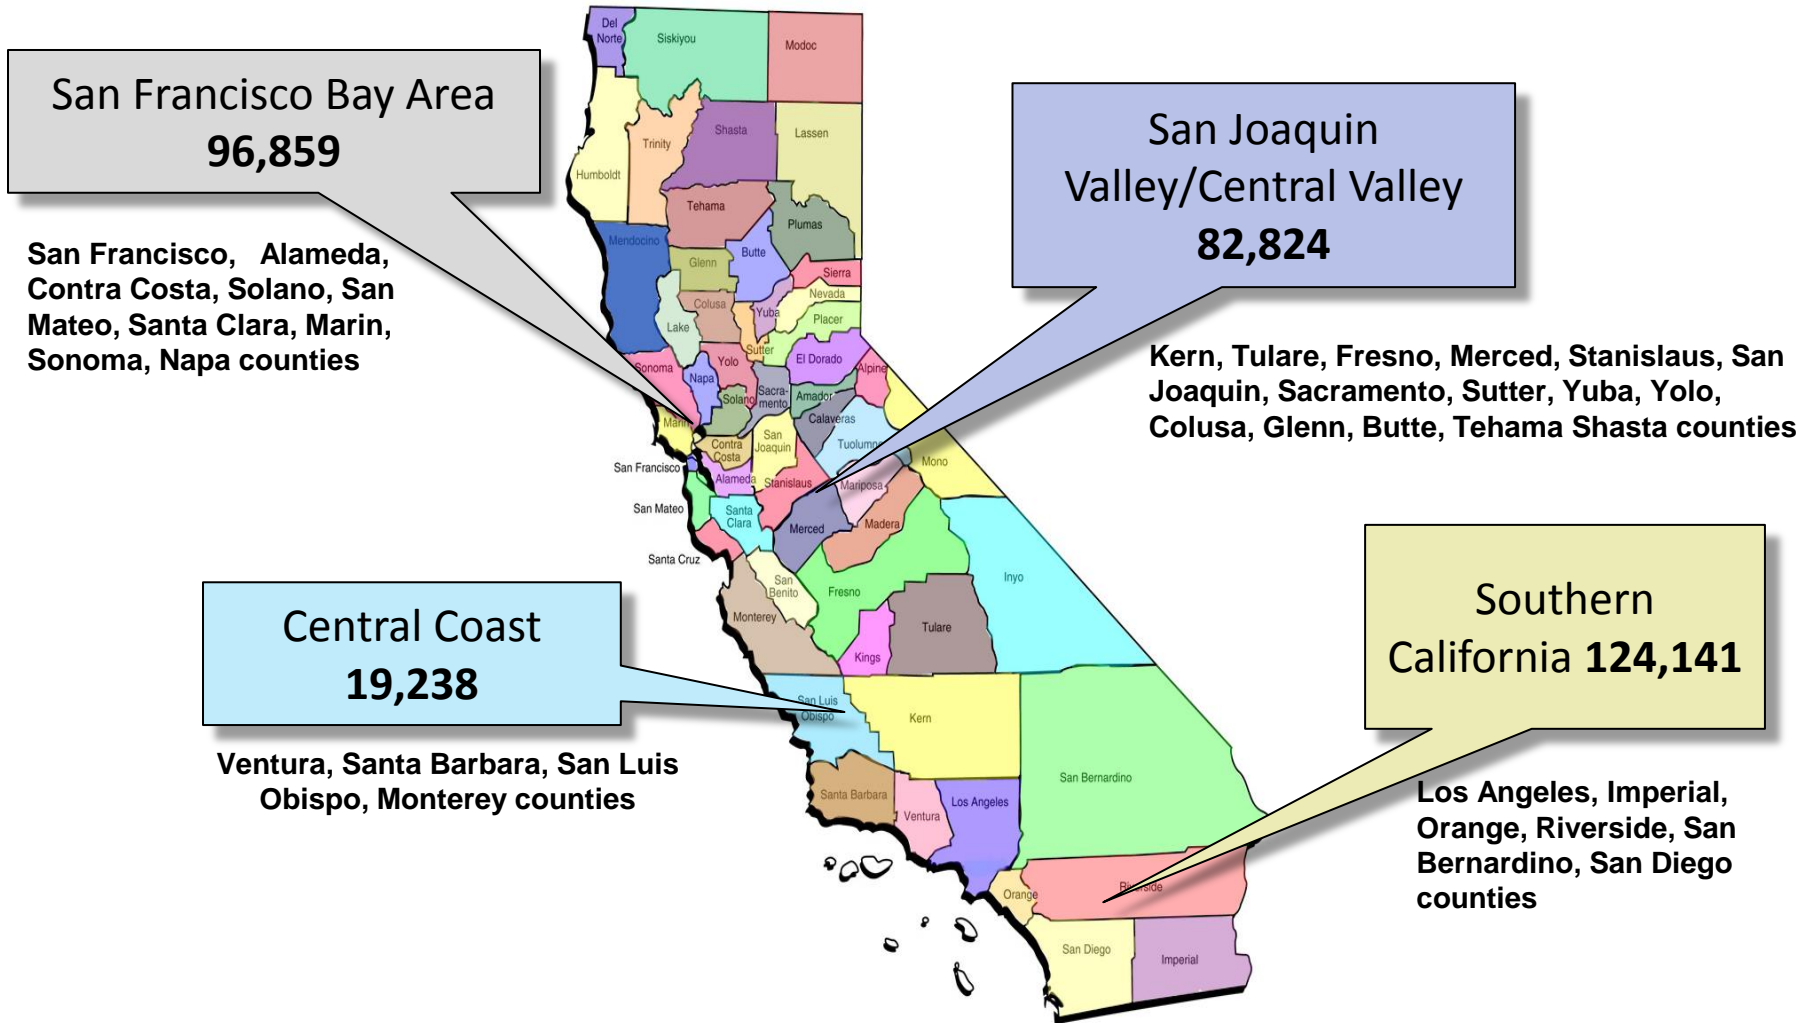 San Francisco Bay Area
96,859
San Francisco, Alameda,
Contra Costa, Solano, San
Mateo, Santa Clara, Marin,
Sonoma, Napa counties
San Joaquin
Valley/Central Valley
82,824
Kern, Tulare, Fresno, Merced, Stanislaus, San
Joaquin, Sacramento, Sutter, Yuba, Yolo,
Colusa, Glenn, Butte, Tehama Shasta counties
Central Coast
19,238
Ventura, Santa Barbara, San Luis
Obispo, Monterey counties
Southern
California 124,141
Los Angeles, Imperial,
Orange, Riverside, San
Bernardino, San Diego
counties
Del
Norte
Siskiyou
Modoc
Humboldt
Trinity
Shasta
Lassen
Tehama
Plumas
Mendocino
Glenn
Butte
Sierra
Nevada
Colusa
Yuba
Placer
Lake
Sutter
El Dorado
Sonoma
Napa
Yolo
Alpine
Solano
Sacra-
mento
Amador
Calaveras
Marin
Contra
Costa
San
Joaquin
Tuolumne
Mono
San Francisco
Alameda
Stanislaus
Mariposa
San Mateo
Santa
Clara
Merced
Madera
Santa Cruz
San
Benito
Fresno
Inyo
Monterey
Kings
Tulare
San Luis
Obispo
Kern
San Bernardino
Santa Barbara
Ventura
Los Angeles
Orange
Riverside
San Diego
Imperial